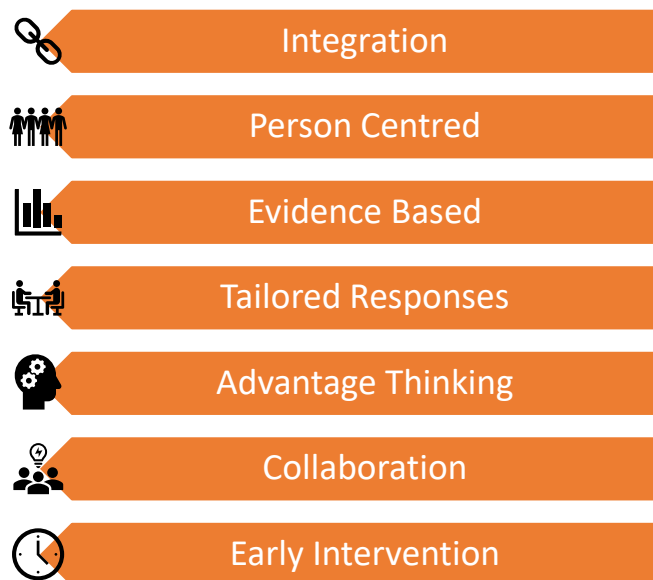 Integration
Person Centred
Evidence Based
Tailored Responses
Advantage Thinking
Collaboration
Early Intervention